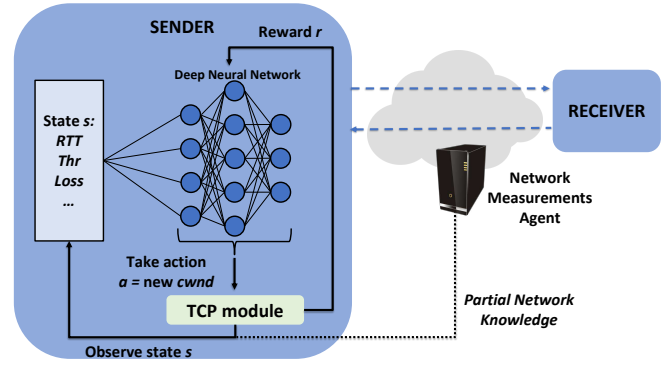 SENDER
Reward r
Deep Neural Network
State s:
RTT
Thr
Loss
...
RECEIVER
Network
Measurements
Agent
Take action
a = new cwnd
TCP module
Partial Network
Knowledge
Observe state s